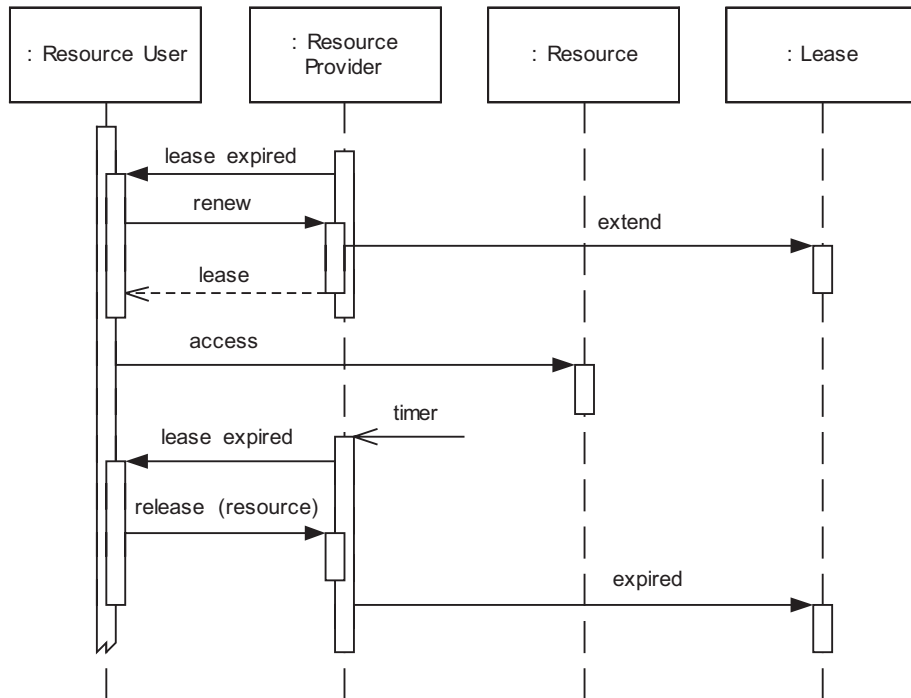 : Resource User
: Resource
Provider
: Resource
: Lease
lease expired
renew
extend
lease
access
timer
lease expired
release (resource)
expired